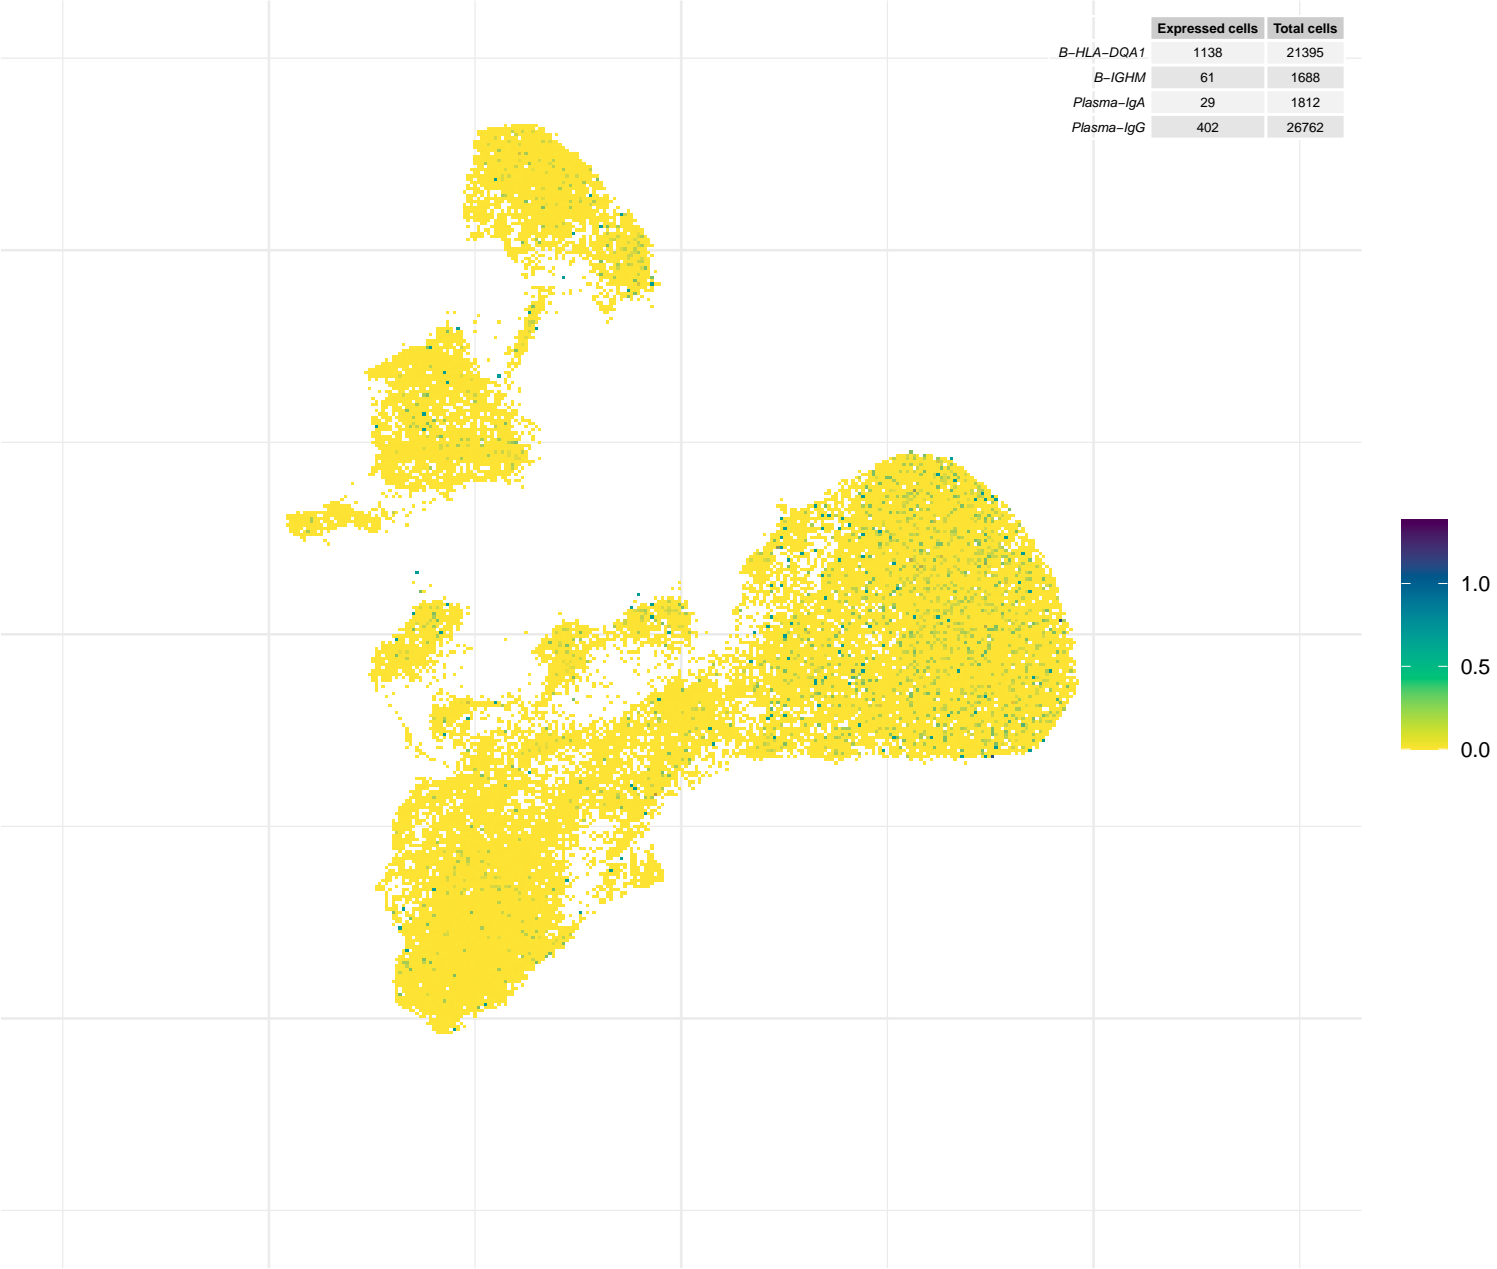 Expressed cells Total cells
B−HLA−DQA1 1138 21395
B−IGHM 61 1688
Plasma−IgA 29 1812
Plasma−IgG 402 26762
1.0
0.5
0.0